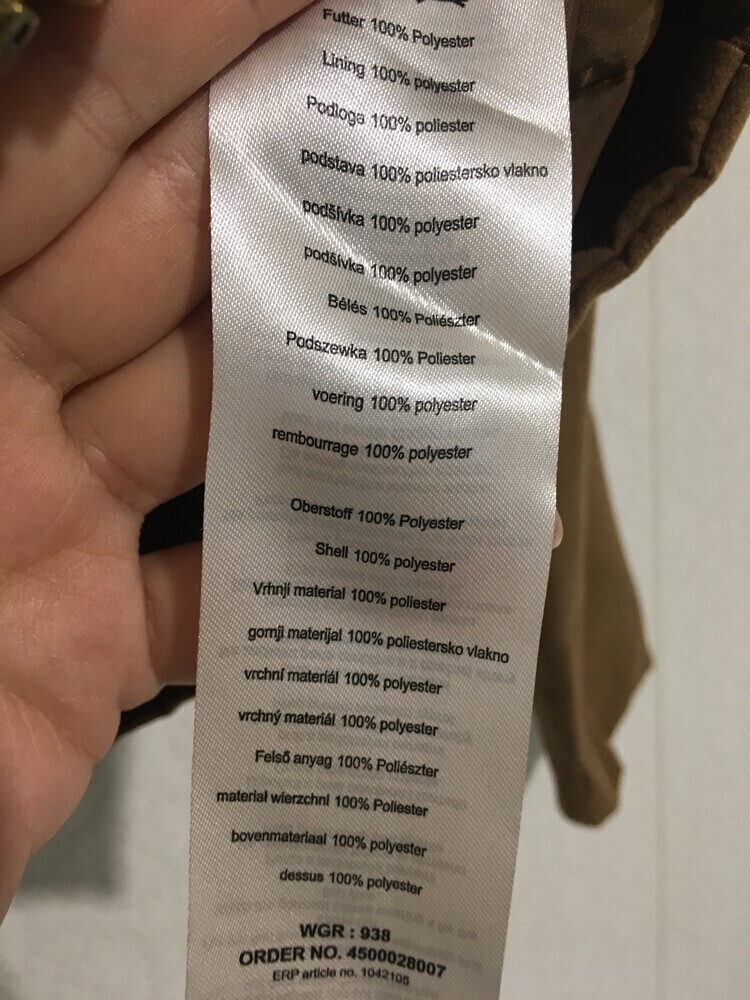 Futter 100% Polyester
Lining 100% polyester
Podloga 100% poliester
podstava 100% poliestersko vlakno
podšívka 100% polyester
podšívka 100% polyester
Bélés 100% Poliészter
Podszewka 100% Poliester
voering 100% polyester
rembourrage 100% polyester
Oberstoff 100% Polyester
Shell 100% polyester
Vrhnji material 100% poliester
gornji materijal 100% poliestersko vlakno
vrchní materiál 100% polyester
vrchný materiál 100% polyester
Felső anyag 100% Poliészter
materiał wierzchni 100% Poliester
bovenmateriaal 100% polyester
dessus 100% polyester
WGR : 938
ORDER NO. 4500028007
ERP article no. 1042105